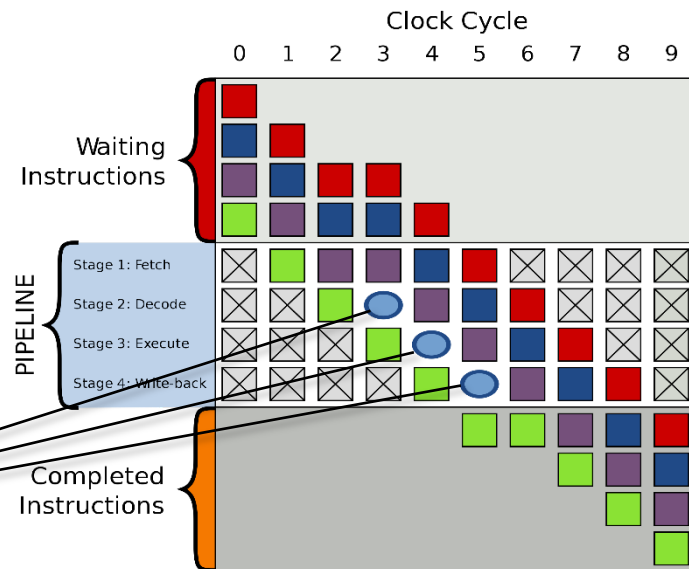 Clock Cycle
0 1 2 3 4 5 6 7 8 9
Waiting
Instructions
PIPELINE
Stage 1: Fetch
Stage 2: Decode
Stage 3: Execute
Stage 4: Write-back
Completed
Instructions